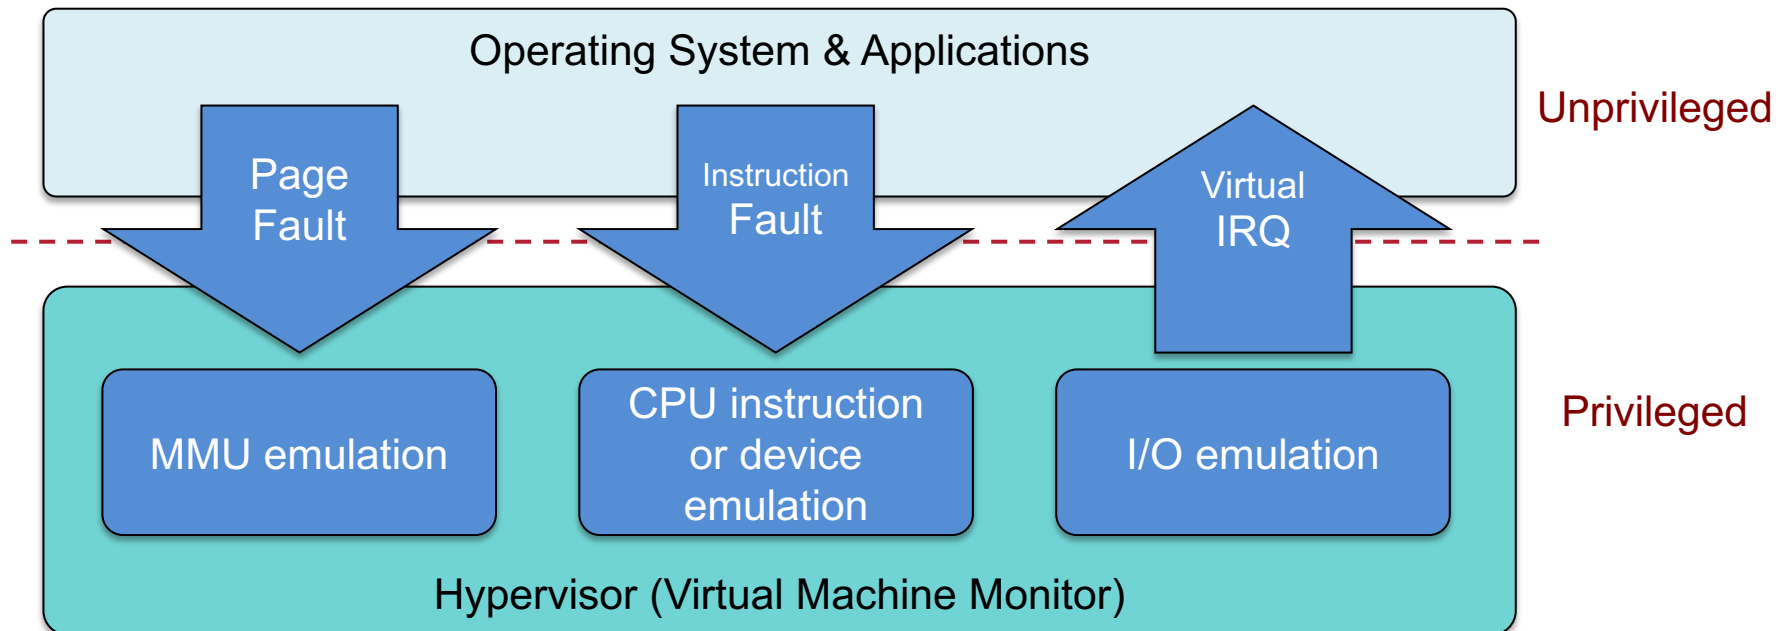 Operating System & Applications
Unprivileged
Page
Fault
Instruction
Fault
Virtual
IRQ
MMU emulation
CPU instruction
or device
emulation
I/O emulation
Privileged
Hypervisor (Virtual Machine Monitor)